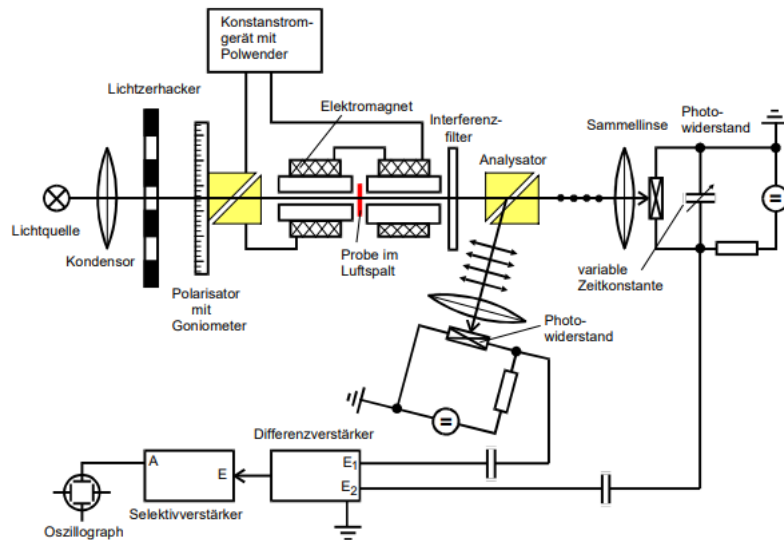 Konstanstrom-
gerät mit
Polwender
Lichtzerhacker
Elektromagnet
Interferenz-
filter
Analysator
Sammellinse
Photo-
widerstand
Lichtquelle
Kondensor
Polarisator
mit
Goniometer
Probe im
Luftspalt
variable
Zeitkonstante
Photo-
widerstand
Differenzverstärker
E1
E2
A
E
Selektivverstärker
Oszillograph